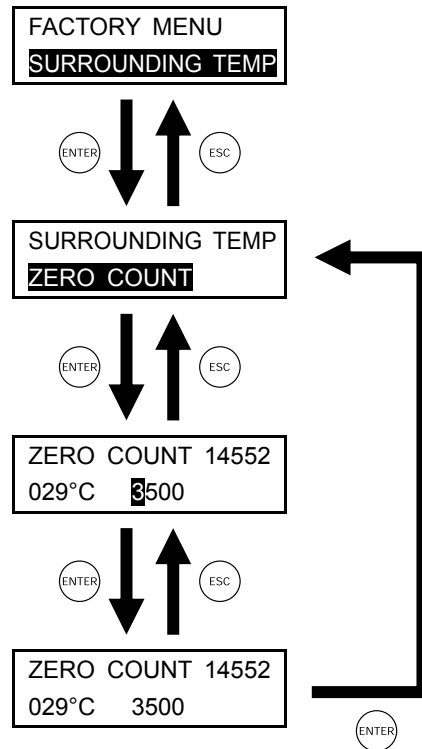 FACTORY MENU
SURROUNDING TEMP
ENTER
ESC
SURROUNDING TEMP
ZERO COUNT
ENTER
ESC
ZERO COUNT 14552
029°C 3500
ENTER
ESC
ZERO COUNT 14552
029°C 3500
ENTER